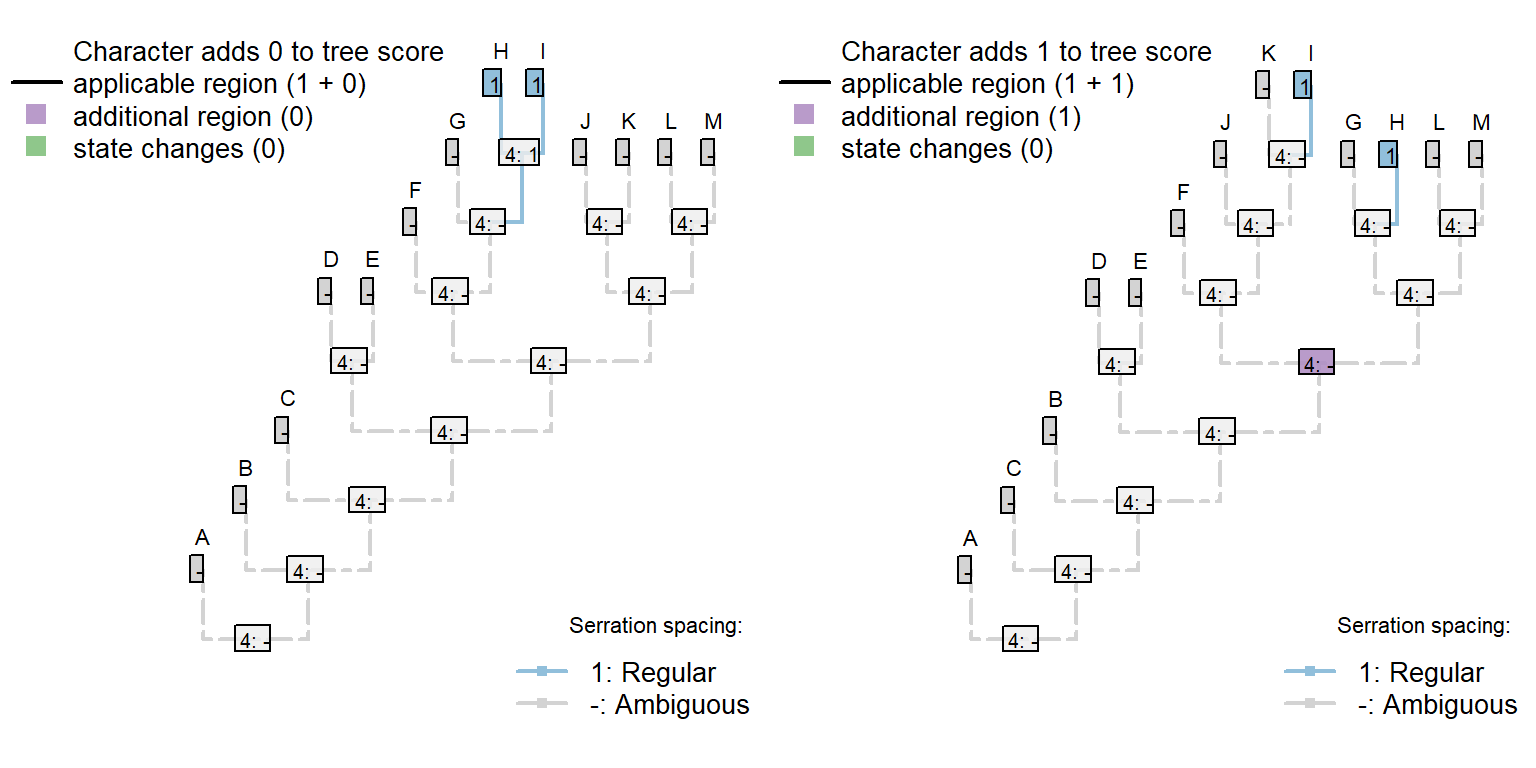 Character adds 0 to tree score
applicable region (1 + 0)
additional region (0)
state changes (0)
H I
1 1
G J K L M
- 4: 1 - - - -
F
- 4: - 4: - 4: -
D E
- - 4: - 4: -
4: - 4: -
C
- 4: -
B
- 4: -
A
- 4: -
4: -
Serration spacing:
1: Regular
-: Ambiguous
Character adds 1 to tree score
applicable region (1 + 1)
additional region (1)
state changes (0)
K I
- 1
J G H L M
- 4: - - 1 - -
F
- 4: - 4: - 4: -
D E
- - 4: - 4: -
4: - 4: -
B
- 4: -
C
- 4: -
A
- 4: -
4: -
Serration spacing:
1: Regular
-: Ambiguous